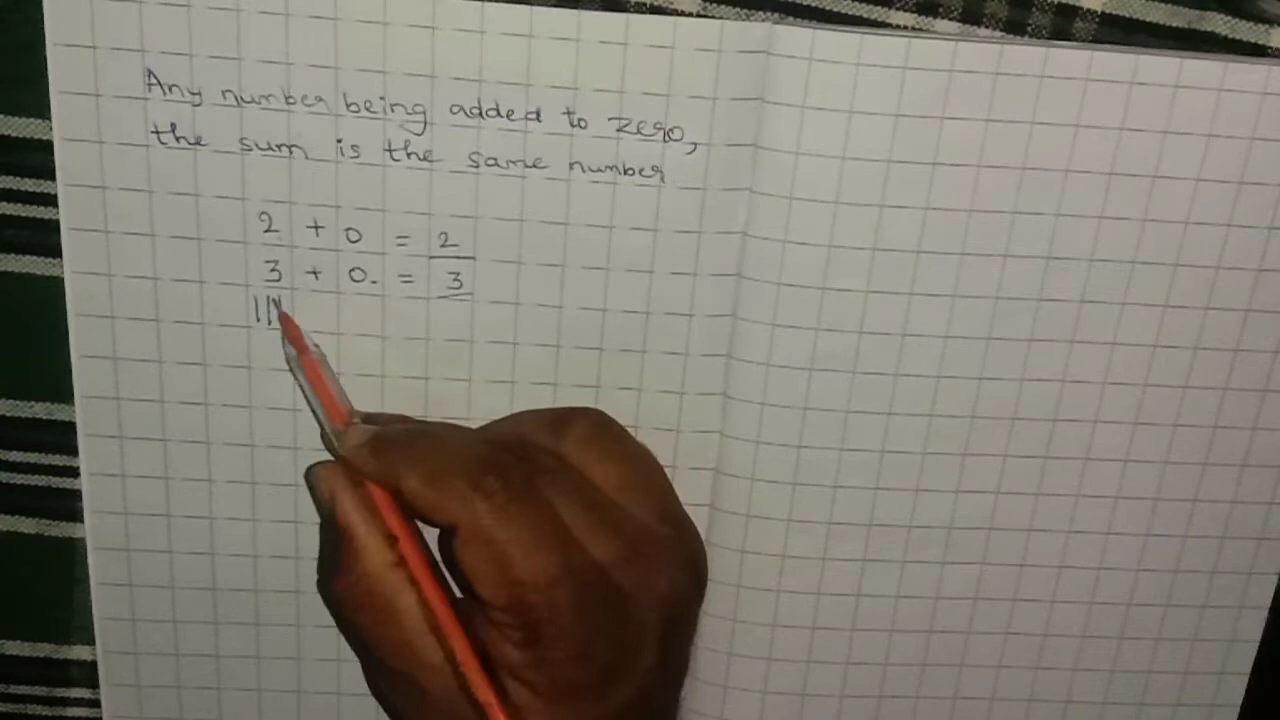 Any number being added to zero,
the sum is the same number
2 + 0 = 2
3 + 0. = 3